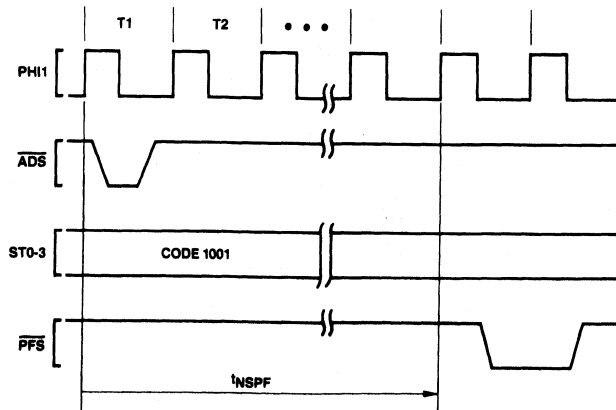 T1 T2 • • •
PHI1
ADS
ST0-3 CODE 1001
PFS
tNSPF